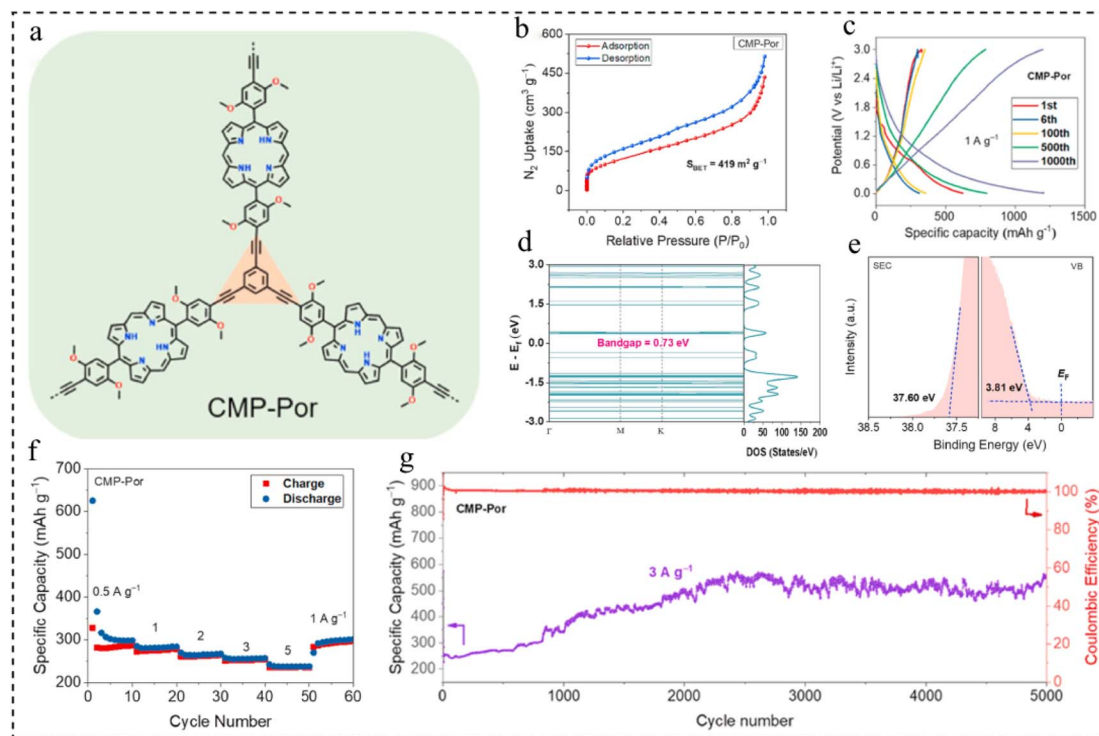 a
CMP-Por
b
CMP-Por
Adsorption
Desorption
S_BET = 419 m² g⁻¹
N₂ Uptake (cm³ g⁻¹)
600
450
300
150
0
0.0 0.2 0.4 0.6 0.8 1.0
Relative Pressure (P/P₀)
c
CMP-Por
1st
6th
100th
500th
1000th
1 A g⁻¹
Potential (V vs Li/Li⁺)
3.0
2.4
1.8
1.2
0.6
0.0
0 500 1000 1500
Specific capacity (mAh g⁻¹)
d
Bandgap = 0.73 eV
E - E_f (eV)
3.0
1.5
0.0
-1.5
-3.0
Γ M K
0 50 100 150 200
DOS (States/eV)
e
SEC VB
37.60 eV
3.81 eV
E_F
Intensity (a.u.)
38.5 38.0 37.5 8 4 0
Binding Energy (eV)
f
CMP-Por
Charge
Discharge
0.5 A g⁻¹
1
2
3
5
1 A g⁻¹
Specific Capacity (mAh g⁻¹)
700
600
500
400
300
200
0 10 20 30 40 50 60
Cycle Number
g
CMP-Por
3 A g⁻¹
Specific Capacity (mAh g⁻¹)
900
800
700
600
500
400
300
200
0 1000 2000 3000 4000 5000
Cycle number
100
80
60
40
20
0
Coulombic Efficiency (%)